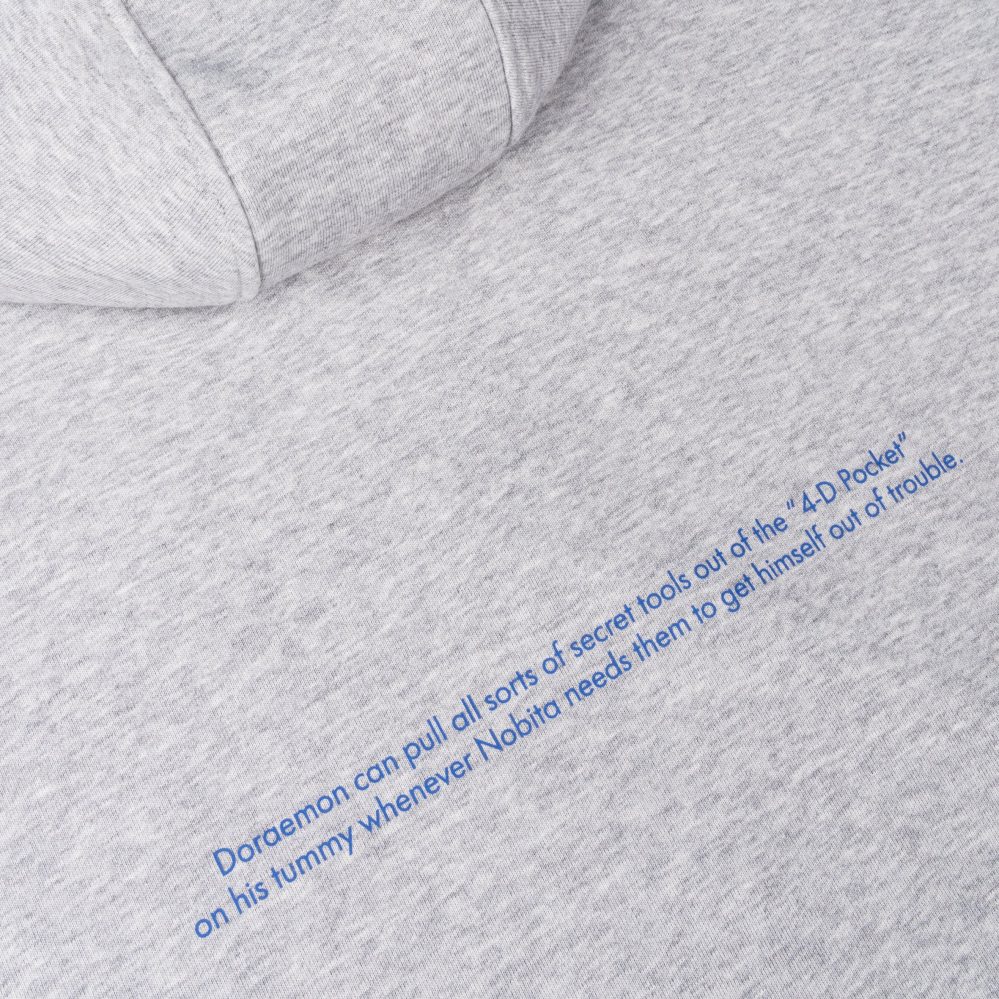 Doraemon can pull all sorts of secret tools out of the “4-D Pocket”
on his tummy whenever Nobita needs them to get himself out of trouble.